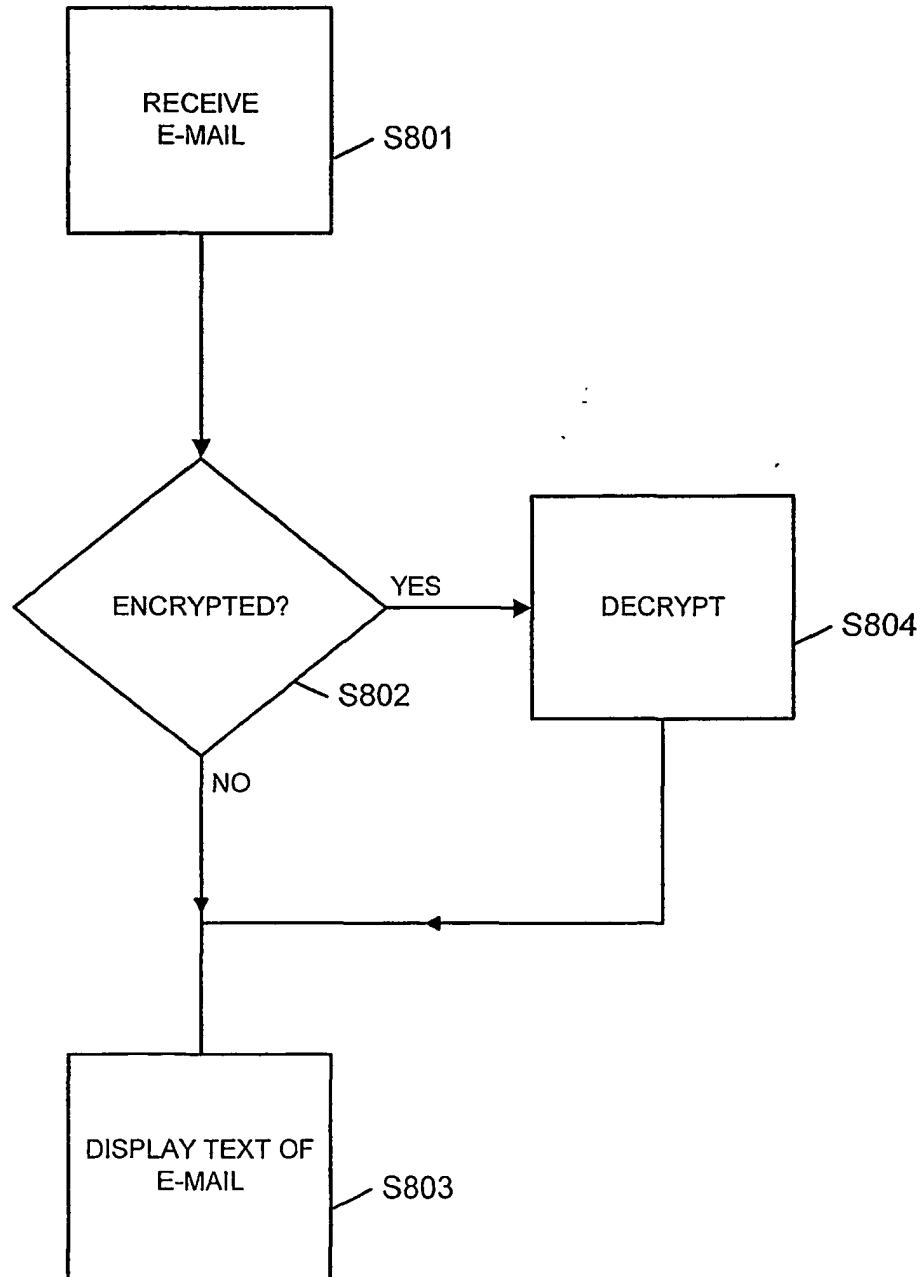 RECEIVE
E-MAIL
S801
ENCRYPTED?
YES
S802
NO
DECRYPT
S804
DISPLAY TEXT OF
E-MAIL
S803